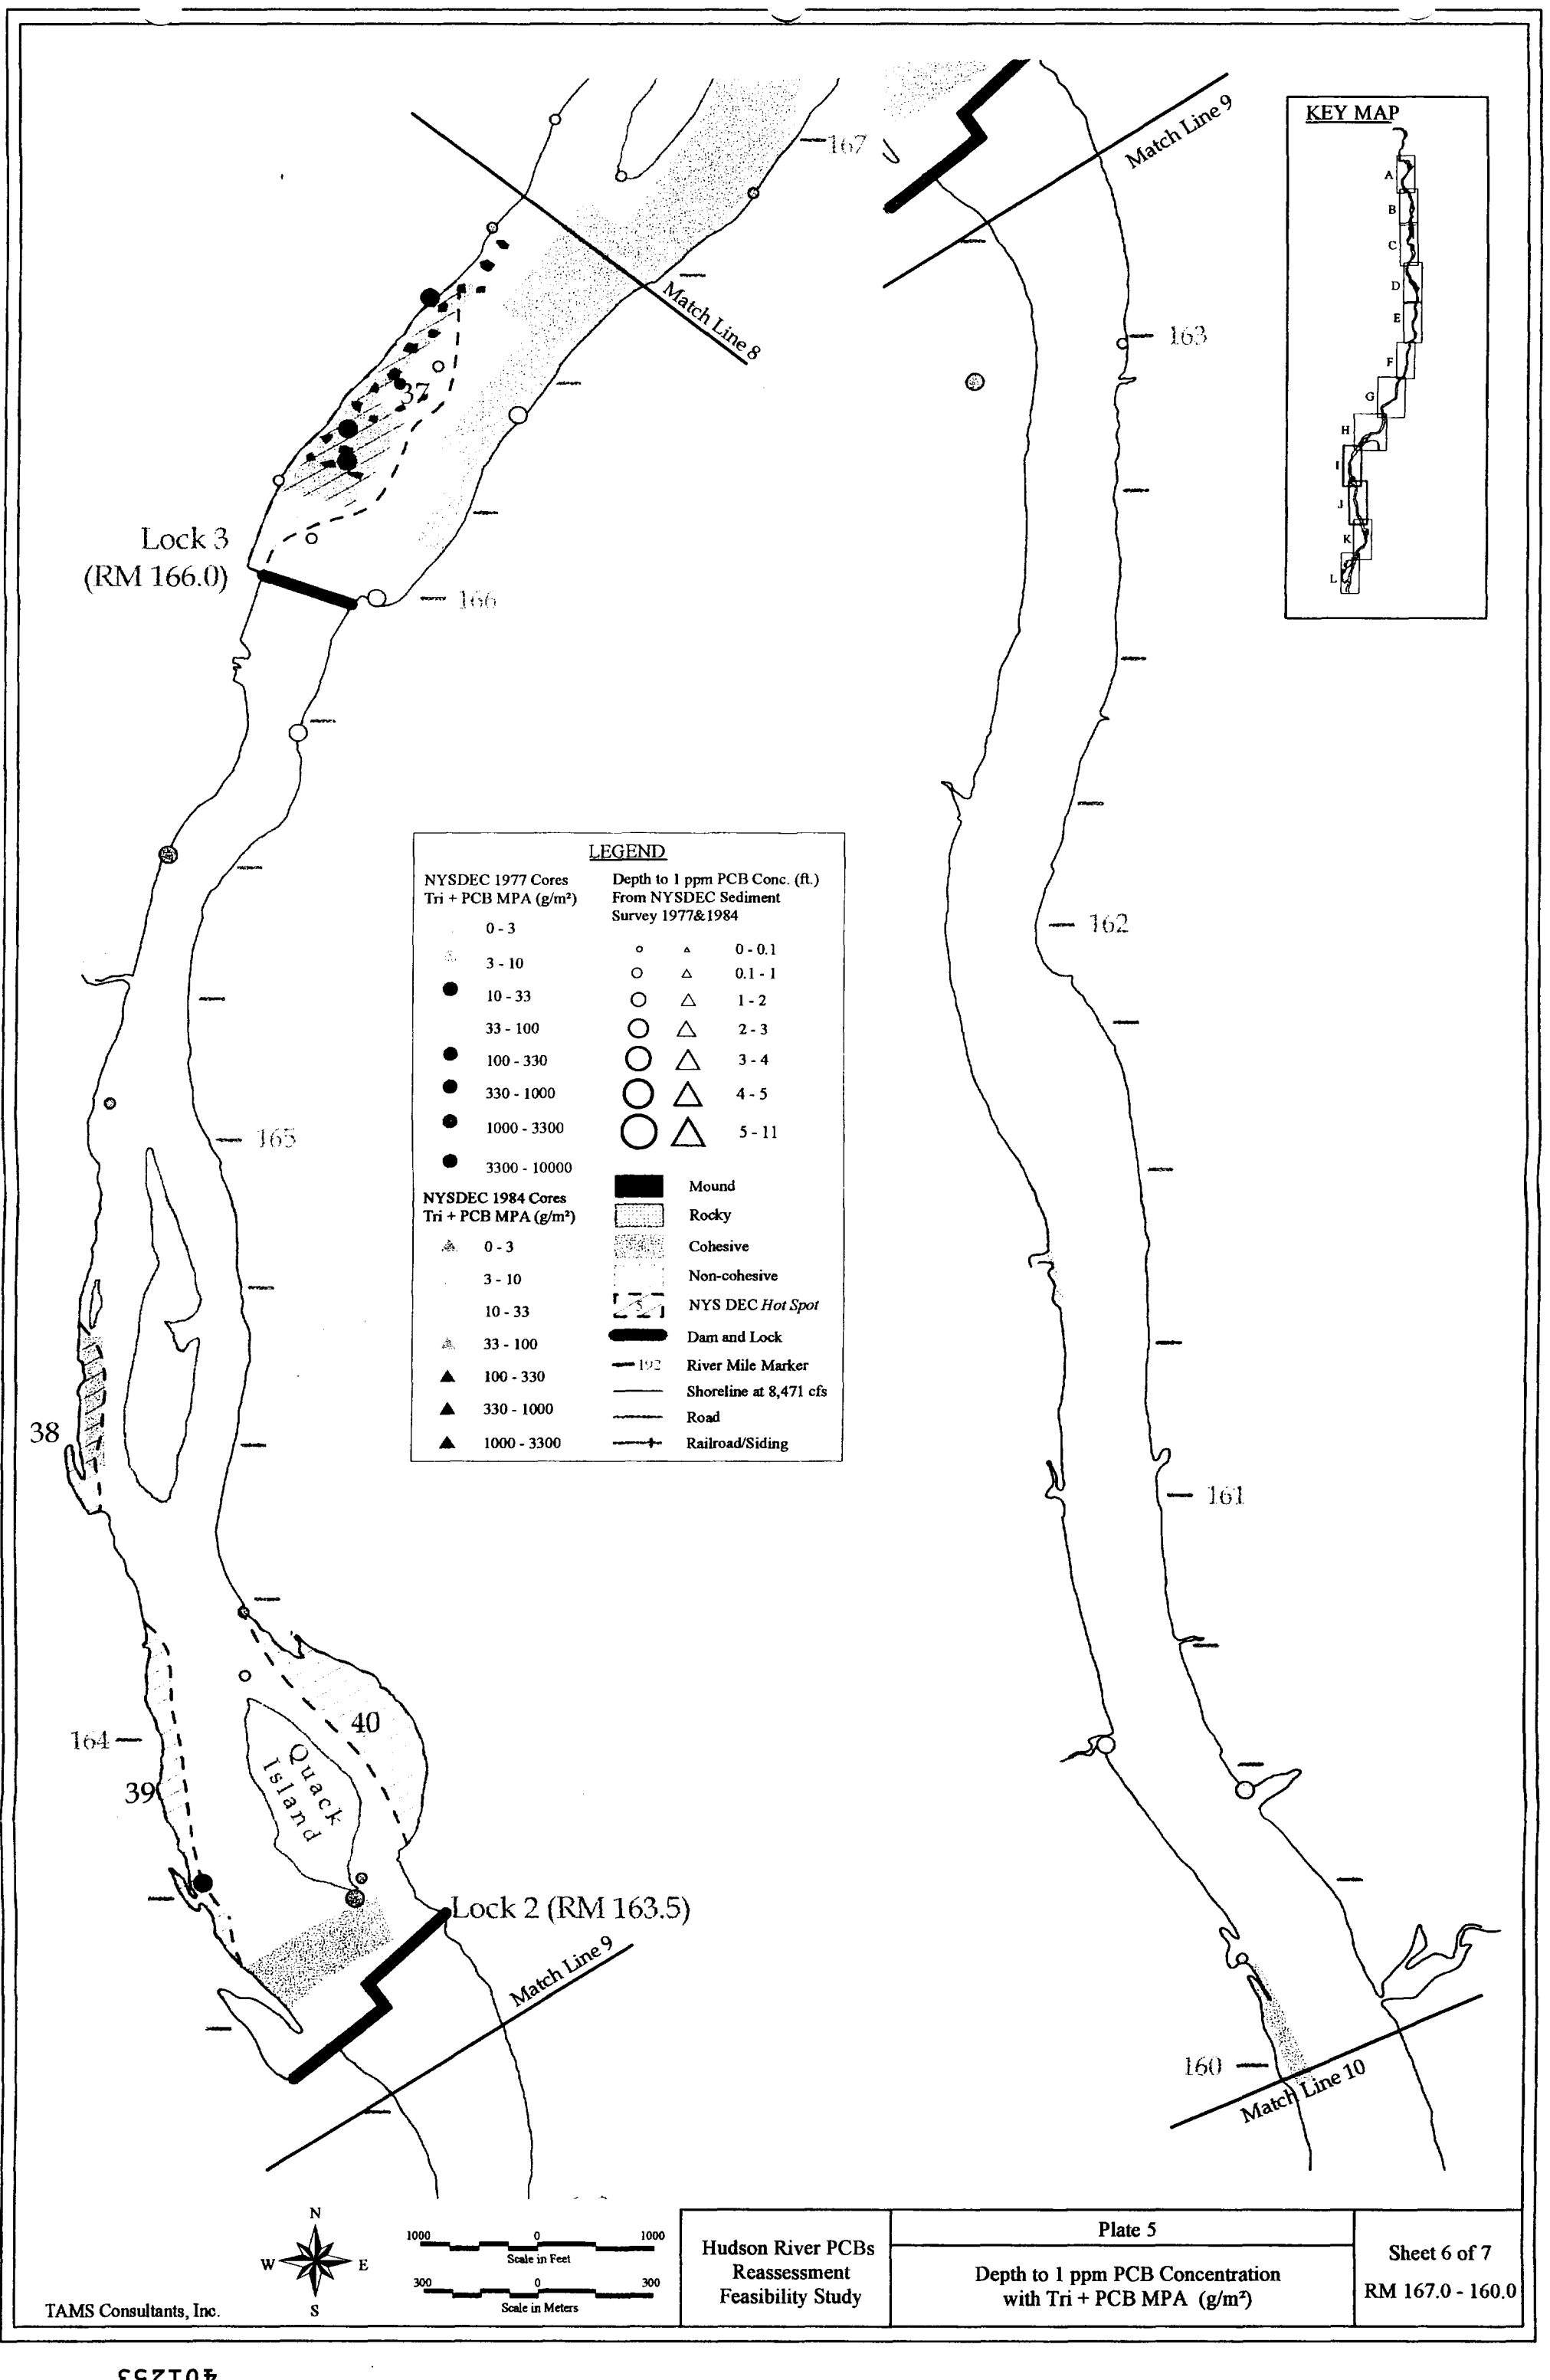 167
Match Line 9
KEY MAP
A
B
C
D
E
F
G
H
I
J
K
L
Match Line 8
163
37
Lock 3
(RM 166.0)
166
LEGEND
NYSDEC 1977 Cores
Tri + PCB MPA (g/m²)
0 - 3
3 - 10
10 - 33
33 - 100
100 - 330
330 - 1000
1000 - 3300
3300 - 10000
NYSDEC 1984 Cores
Tri + PCB MPA (g/m²)
0 - 3
3 - 10
10 - 33
33 - 100
100 - 330
330 - 1000
1000 - 3300
Depth to 1 ppm PCB Conc. (ft.)
From NYSDEC Sediment
Survey 1977&1984
0 - 0.1
0.1 - 1
1 - 2
2 - 3
3 - 4
4 - 5
5 - 11
Mound
Rocky
Cohesive
Non-cohesive
5
NYS DEC Hot Spot
Dam and Lock
192
River Mile Marker
Shoreline at 8,471 cfs
Road
Railroad/Siding
162
165
38
161
40
164
Quack
Island
39
Lock 2 (RM 163.5)
Match Line 9
160
Match Line 10
N
W
E
S
1000
0
1000
Scale in Feet
300
0
300
Scale in Meters
TAMS Consultants, Inc.
Hudson River PCBs
Reassessment
Feasibility Study
Plate 5
Depth to 1 ppm PCB Concentration
with Tri + PCB MPA (g/m²)
Sheet 6 of 7
RM 167.0 - 160.0
401253